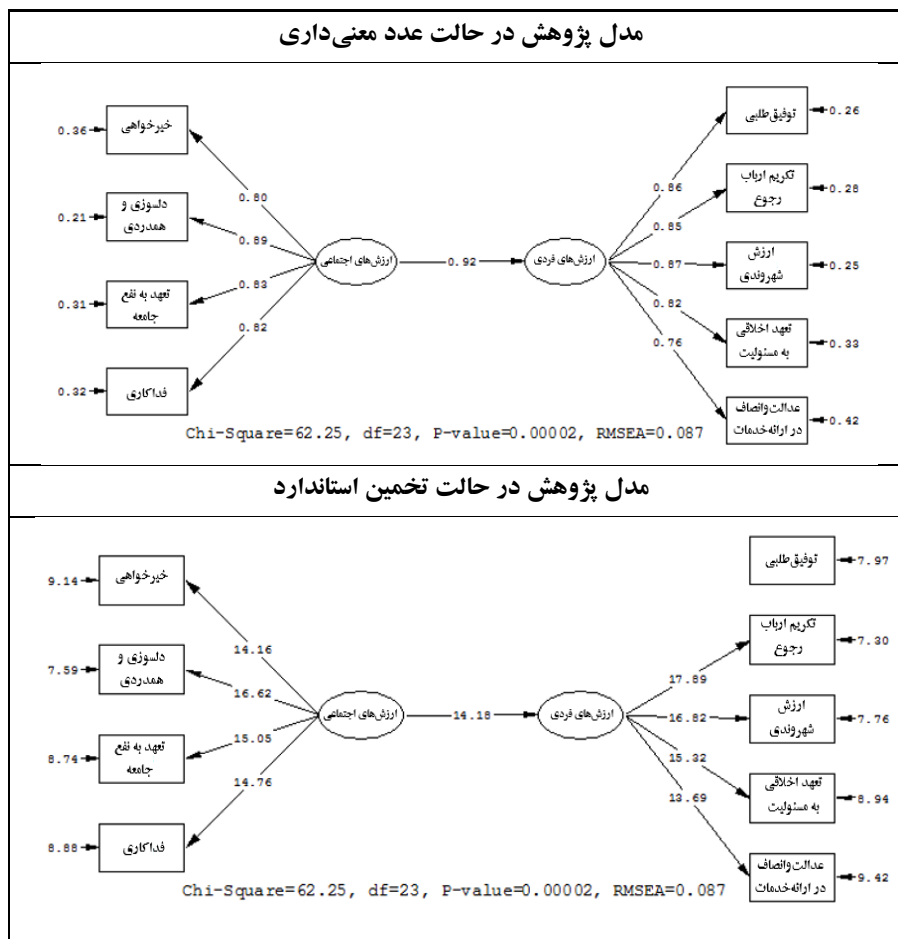 مدل پژوهش در حالت عدد معنی‌داری
خیرخواهی
0.36
توفیق‌طلبی
0.26
0.80
0.86
دلسوزی و
همدردی
0.21
تکریم ارباب
رجوع
0.28
0.89
0.85
ارزش‌های اجتماعی
0.92
ارزش‌های فردی
0.87
ارزش
شهروندی
0.25
0.83
0.82
تعهد به نفع
جامعه
0.31
تعهد اخلاقی
به مسئولیت
0.33
0.82
0.76
فداکاری
0.32
عدالت‌وانصاف
در ارائه‌خدمات
0.42
Chi-Square=62.25, df=23, P-value=0.00002, RMSEA=0.087
مدل پژوهش در حالت تخمین استاندارد
خیرخواهی
9.14
توفیق‌طلبی
7.97
14.16
دلسوزی و
همدردی
7.59
تکریم ارباب
رجوع
7.30
16.62
17.89
ارزش‌های اجتماعی
14.18
ارزش‌های فردی
16.82
ارزش
شهروندی
7.76
15.05
15.32
تعهد به نفع
جامعه
8.74
تعهد اخلاقی
به مسئولیت
8.94
14.76
13.69
فداکاری
8.88
عدالت‌وانصاف
در ارائه‌خدمات
9.42
Chi-Square=62.25, df=23, P-value=0.00002, RMSEA=0.087